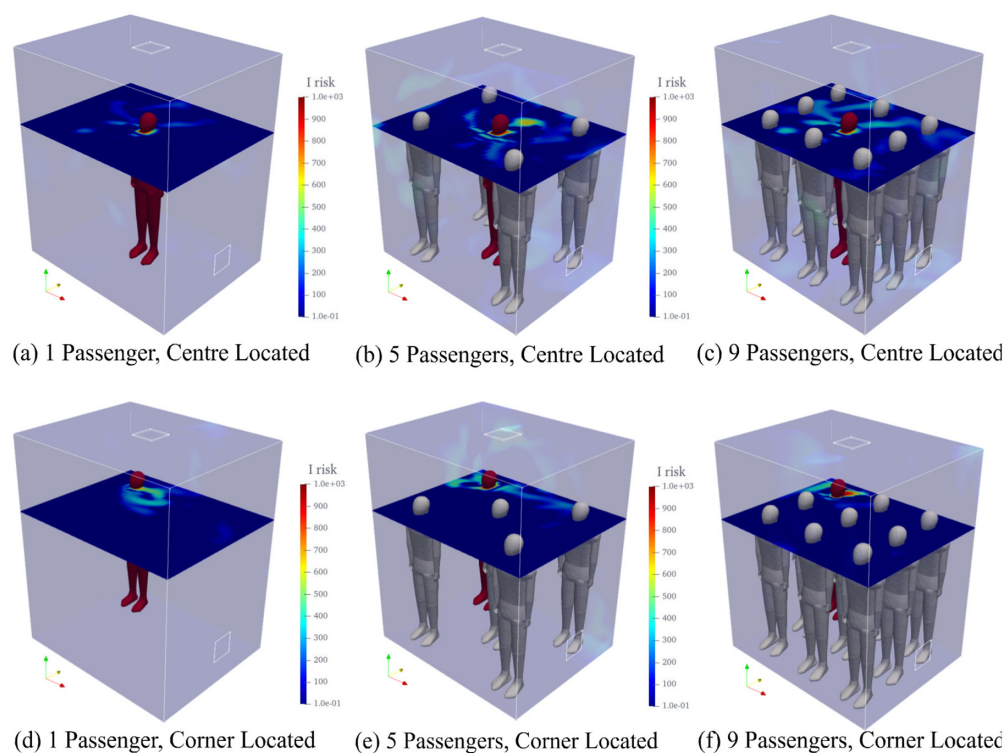 I risk
1.0e+03
900
800
700
600
500
400
300
200
100
1.0e-01
I risk
1.0e+03
900
800
700
600
500
400
300
200
100
1.0e-01
(a) 1 Passenger, Centre Located
(b) 5 Passengers, Centre Located
(c) 9 Passengers, Centre Located
I risk
1.0e+03
900
800
700
600
500
400
300
200
100
1.0e-01
I risk
1.0e+03
900
800
700
600
500
400
300
200
100
1.0e-01
(d) 1 Passenger, Corner Located
(e) 5 Passengers, Corner Located
(f) 9 Passengers, Corner Located